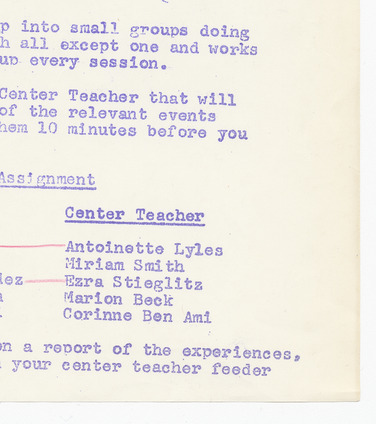 p into small groups doing
h all except one and works
up every session.
Center Teacher that will
of the relevant events
hem 10 minutes before you
Assignment
Center Teacher
Antoinette Lyles
Miriam Smith
dez Ezra Stieglitz
Marion Beck
Corinne Ben Ami
on a report of the experiences,
your center teacher feeder